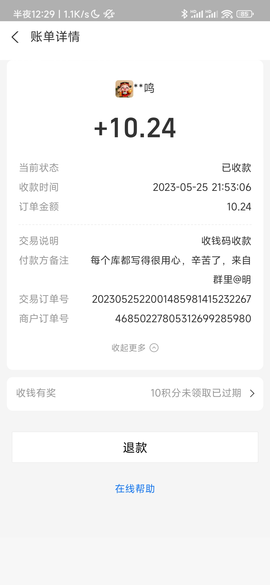 半夜12:29 | 1.1K/s
账单详情
**鸣
+10.24
当前状态 已收款
收款时间 2023-05-25 21:53:06
订单金额 10.24
交易说明 收钱码收款
付款方备注 每个库都写得很用心，辛苦了，来自
群里@明
交易订单号 20230525220014859814152322​67
商户订单号 46850227805312699285980
收起更多
收钱有奖 10积分未领取已过期
退款
在线帮助